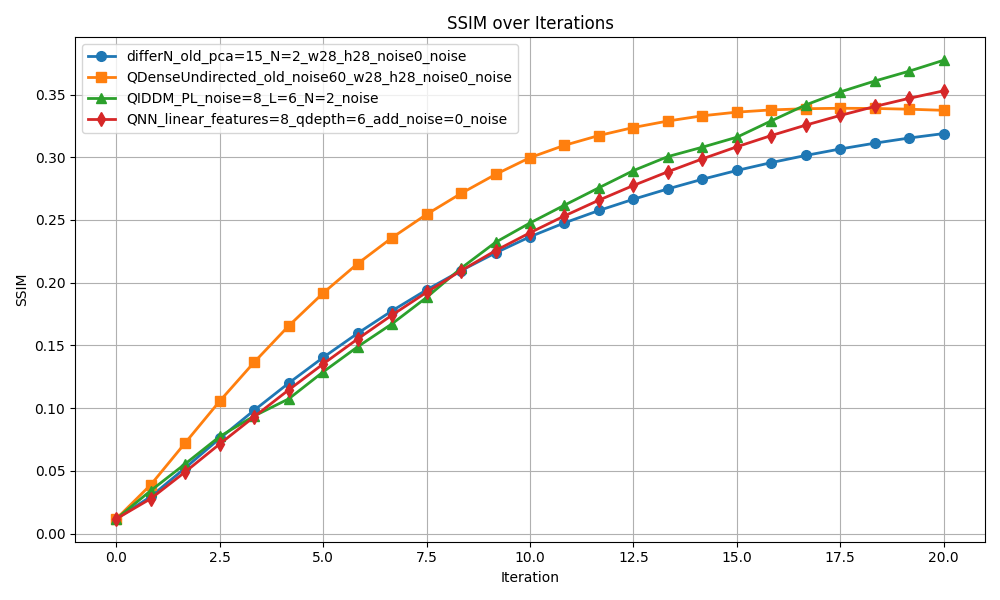 SSIM over Iterations
differN_old_pca=15_N=2_w28_h28_noise0_noise
QDenseUndirected_old_noise60_w28_h28_noise0_noise
QIDDM_PL_noise=8_L=6_N=2_noise
QNN_linear_features=8_qdepth=6_add_noise=0_noise
SSIM
0.35
0.30
0.25
0.20
0.15
0.10
0.05
0.00
0.0 2.5 5.0 7.5 10.0 12.5 15.0 17.5 20.0
Iteration